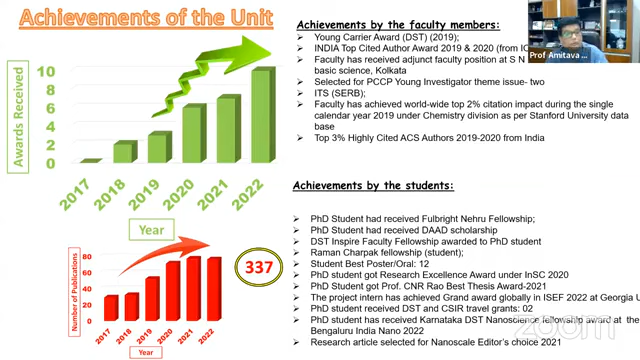 Achievements of the Unit
Awards Received
10
8
6
4
2
0
2017
2018
2019
2020
2021
2022
Year
Number of Publications
80
60
40
20
0
2017
2018
2019
2020
2021
2022
Year
337
Achievements by the faculty members:
Young Carrier Award (DST) (2019);
INDIA Top Cited Author Award 2019 & 2020 (from
Faculty has received adjunct faculty position at S N
basic science, Kolkata
Selected for PCCP Young Investigator theme issue- two
ITS (SERB);
Faculty has achieved world-wide top 2% citation impact during the single
calendar year 2019 under Chemistry division as per Stanford University data
base
Top 3% Highly Cited ACS Authors 2019-2020 from India
Achievements by the students:
PhD Student had received Fulbright Nehru Fellowship;
PhD Student had received DAAD scholarship
DST Inspire Faculty Fellowship awarded to PhD student
Raman Charpak fellowship (student);
Student Best Poster/Oral: 12
PhD student got Research Excellence Award under InSC 2020
PhD Student got Prof. CNR Rao Best Thesis Award-2021
The project intern has achieved Grand award globally in ISEF 2022 at Georgia U
PhD student received DST and CSIR travel grants: 02
PhD student has received Karnataka DST Nanoscience fellowship award at the
Bengaluru India Nano 2022
Research article selected for Nanoscale Editor's choice 2021
Prof Amitava
zoom